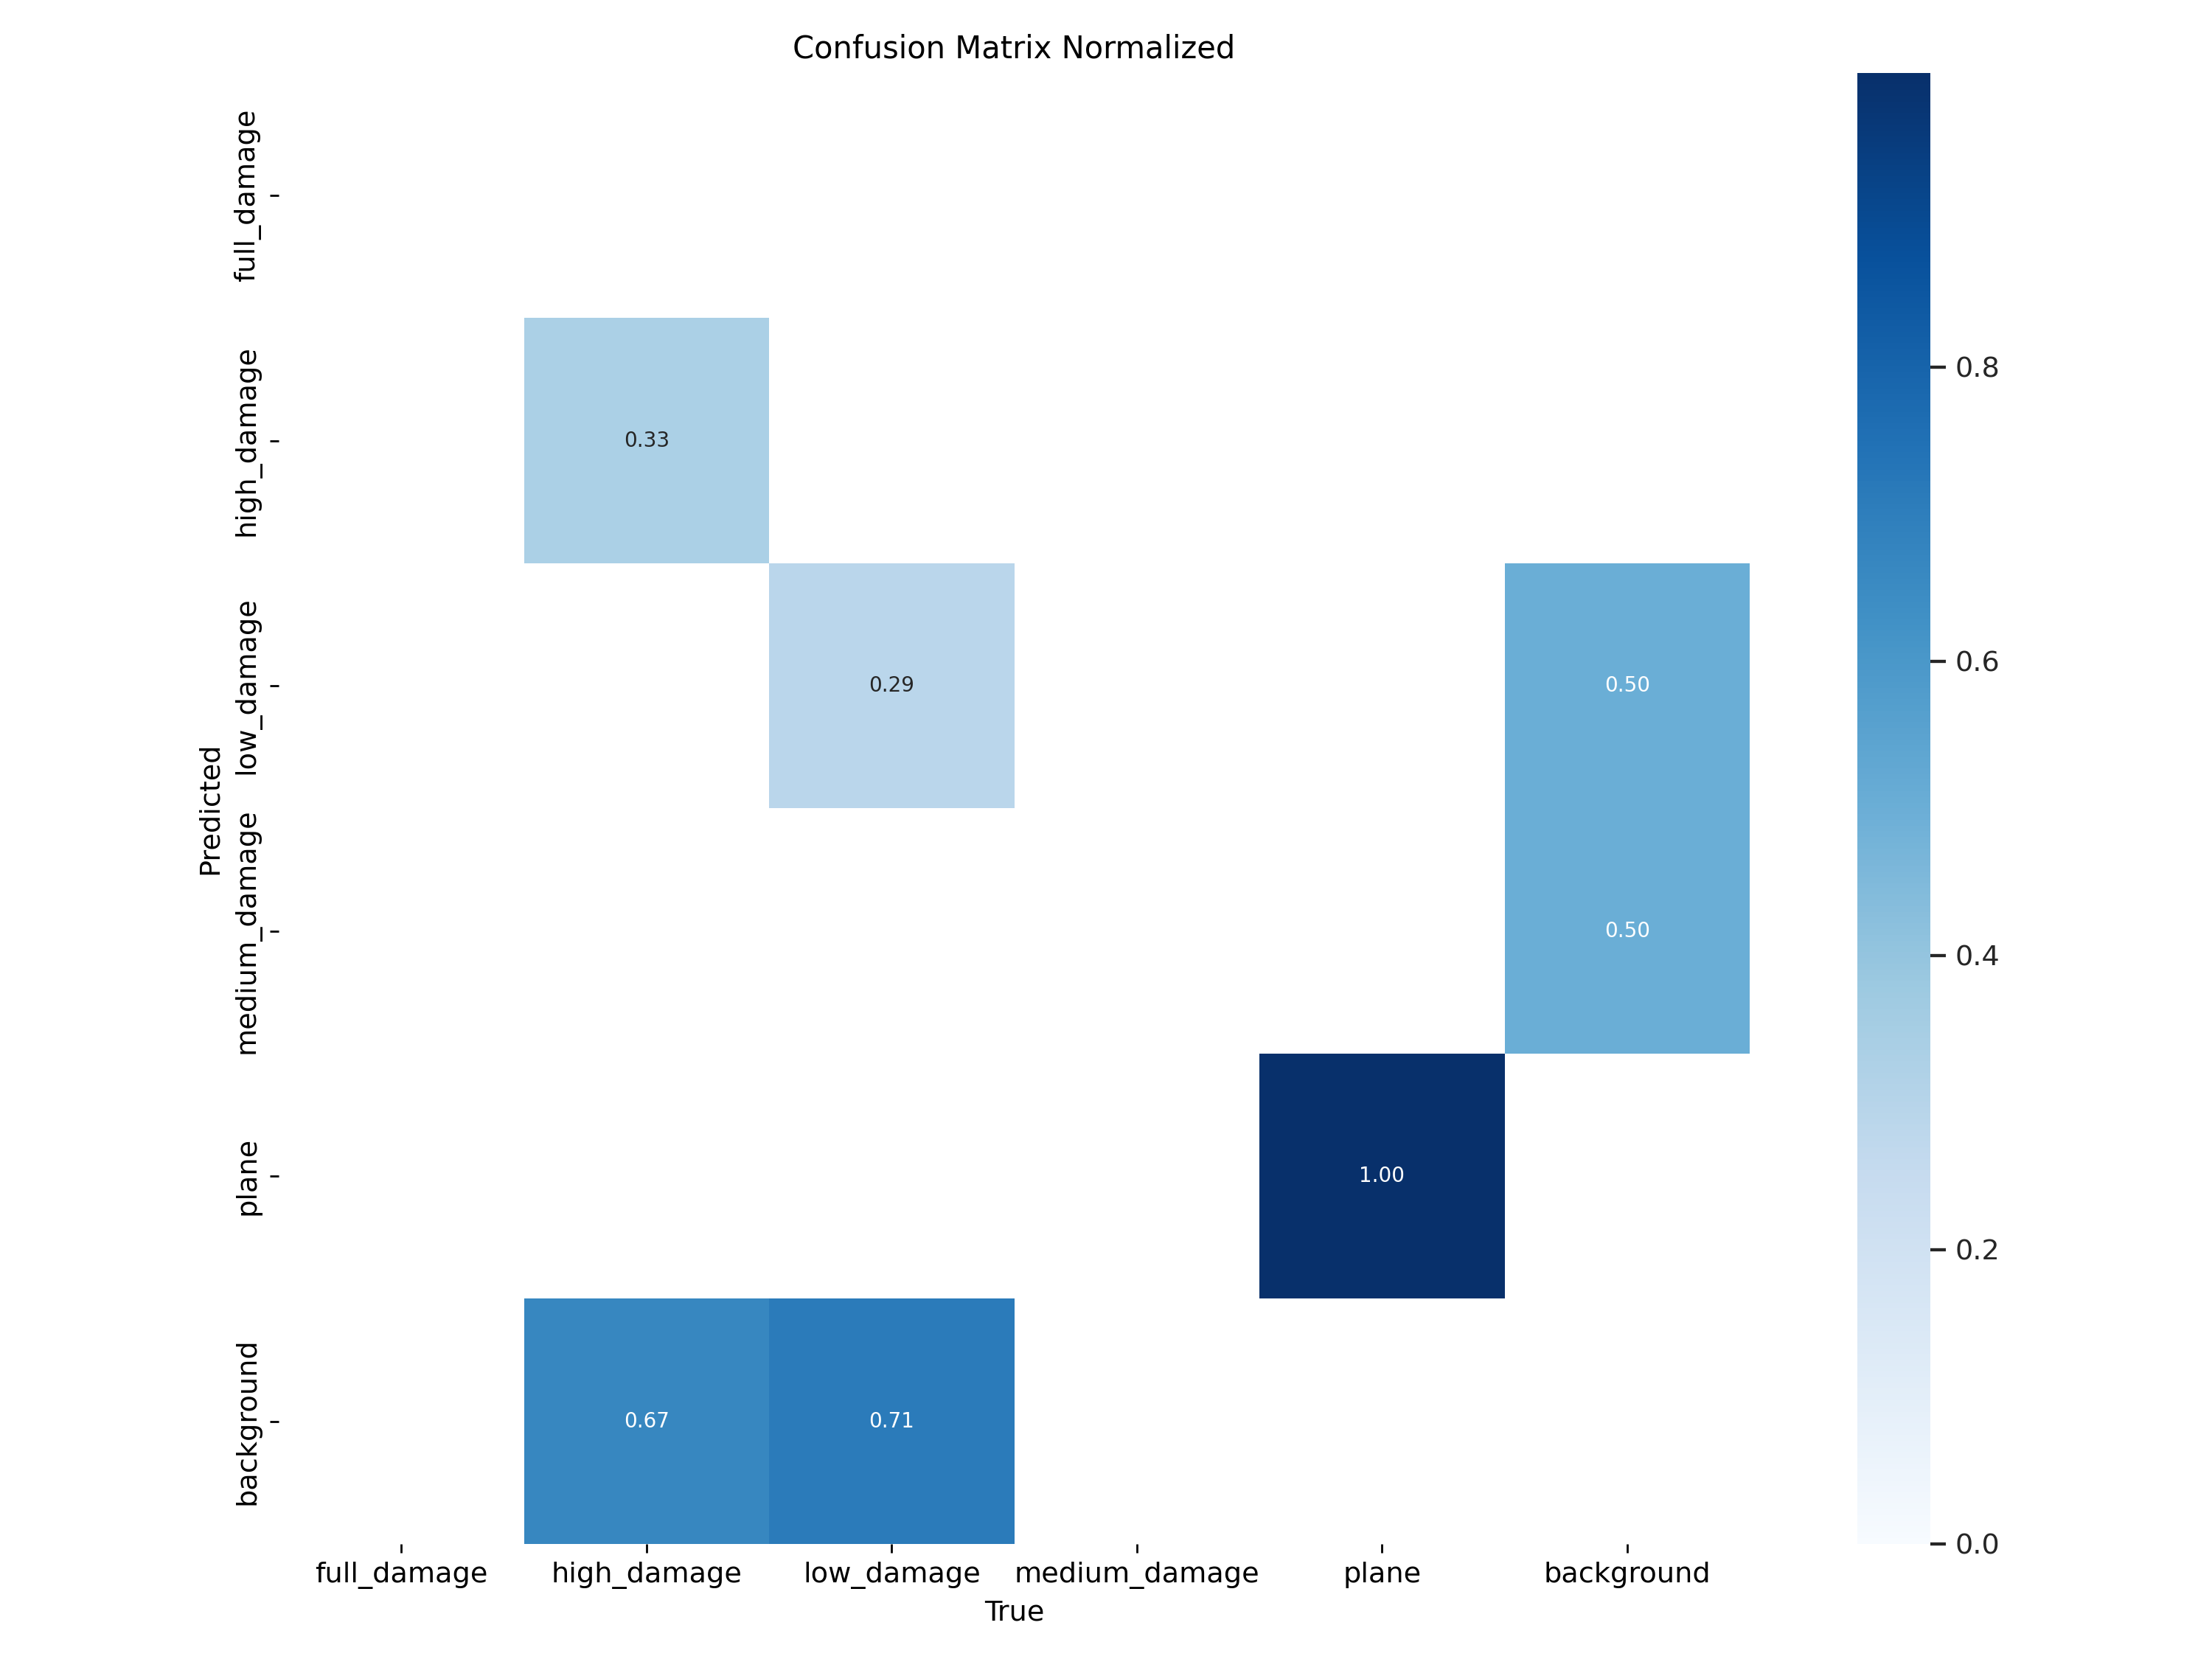 Confusion Matrix Normalized
full_damage
high_damage
low_damage
medium_damage
plane
background
Predicted
0.33
0.29
0.50
0.50
1.00
0.67
0.71
full_damage
high_damage
low_damage
medium_damage
plane
background
True
0.8
0.6
0.4
0.2
0.0